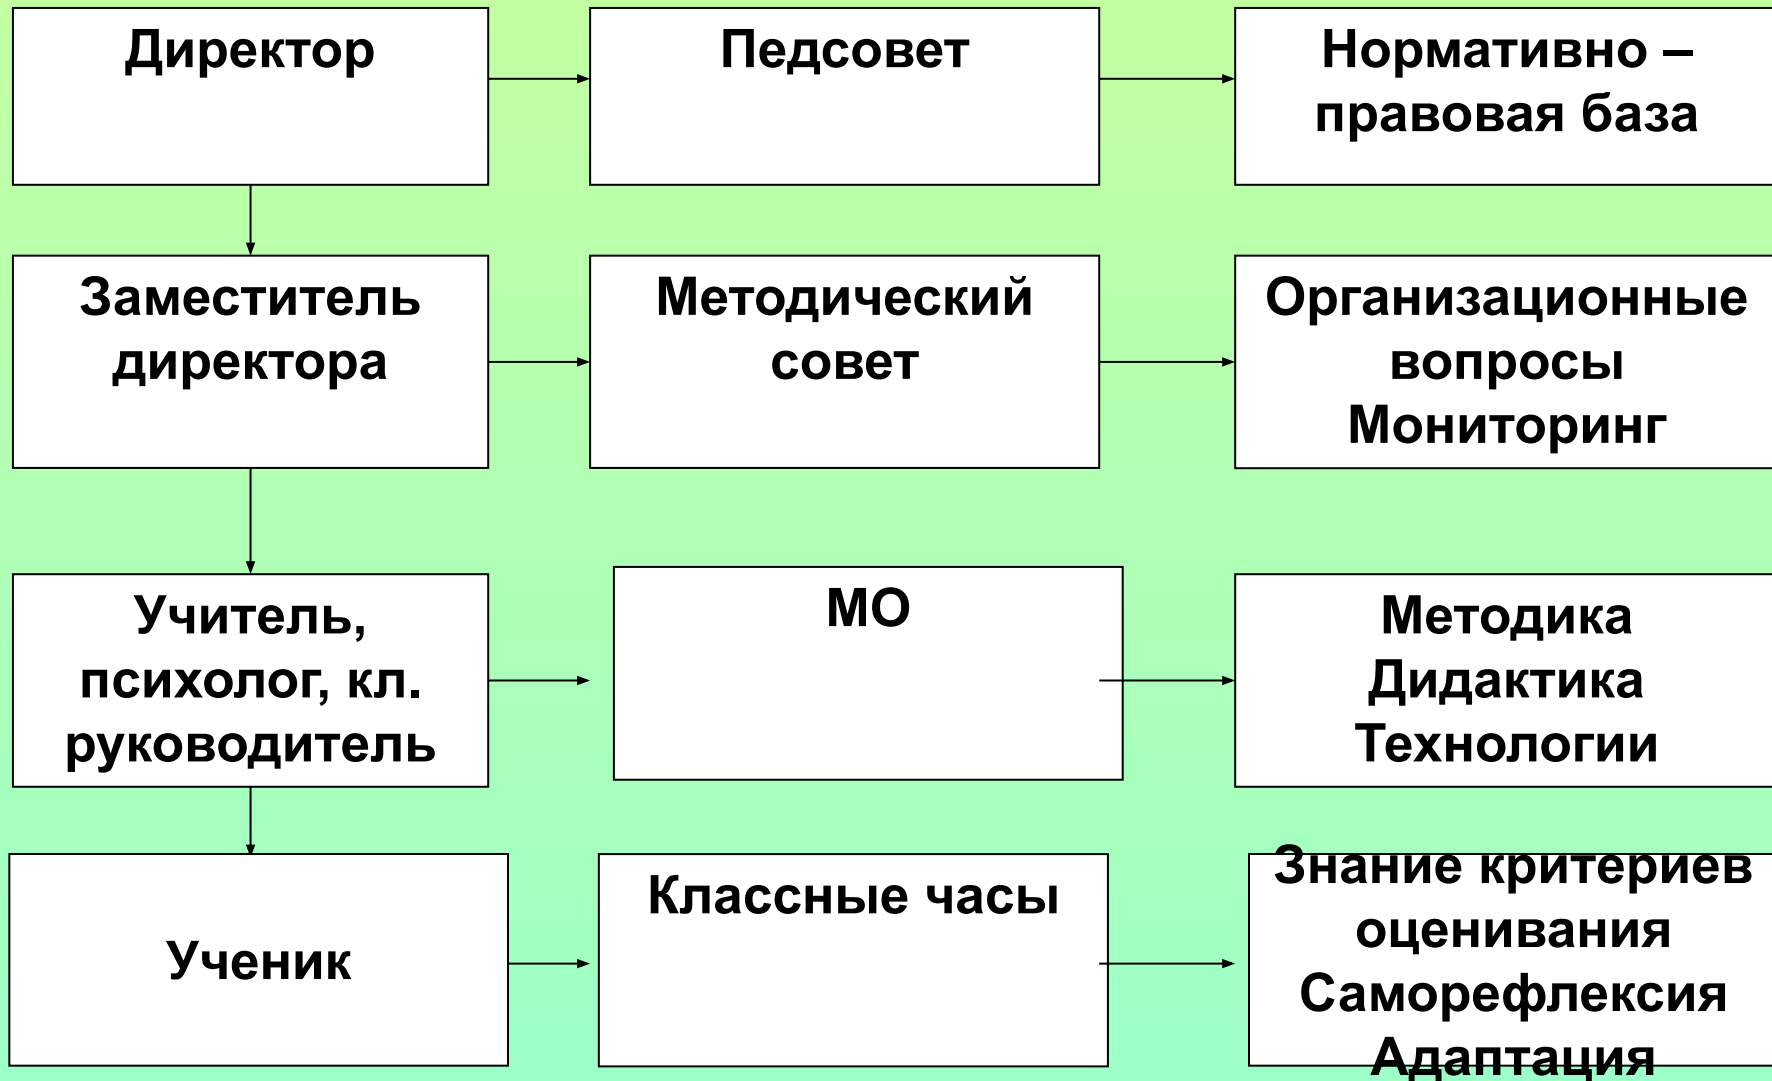 Директор
Педсовет
Нормативно –
правовая база
Заместитель
директора
Методический
совет
Организационные
вопросы
Мониторинг
Учитель,
психолог, кл.
руководитель
МО
Методика
Дидактика
Технологии
Ученик
Классные часы
Знание критериев
оценивания
Саморефлексия
Адаптация